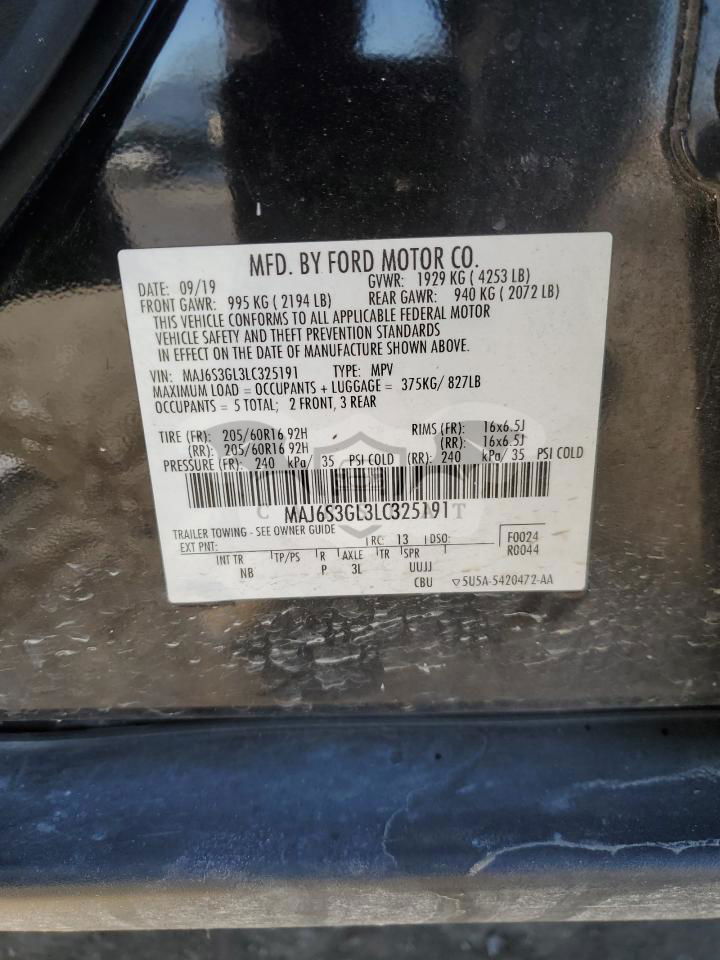 MFD. BY FORD MOTOR CO.
DATE: 09/19 GVWR: 1929 KG ( 4253 LB)
FRONT GAWR: 995 KG ( 2194 LB) REAR GAWR: 940 KG ( 2072 LB)
THIS VEHICLE CONFORMS TO ALL APPLICABLE FEDERAL MOTOR
VEHICLE SAFETY AND THEFT PREVENTION STANDARDS
IN EFFECT ON THE DATE OF MANUFACTURE SHOWN ABOVE.
VIN: MAJ6S3GL3LC325191 TYPE: MPV
MAXIMUM LOAD = OCCUPANTS + LUGGAGE = 375KG/ 827LB
OCCUPANTS = 5 TOTAL; 2 FRONT, 3 REAR
TIRE (FR): 205/60R16 92H RIMS (FR): 16x6.5J
(RR): 205/60R16 92H (RR): 16x6.5J
PRESSURE (FR): 240 kPa/ 35 PSI COLD (RR): 240 kPa/ 35 PSI COLD
MAJ6S3GL3LC325191
TRAILER TOWING - SEE OWNER GUIDE
EXT PNT: RC: 13 DSO: F0024
INT TR TP/PS R AXLE TR SPR R0044
NB P 3L UUJJ
CBU ▽5U5A-5420472-AA